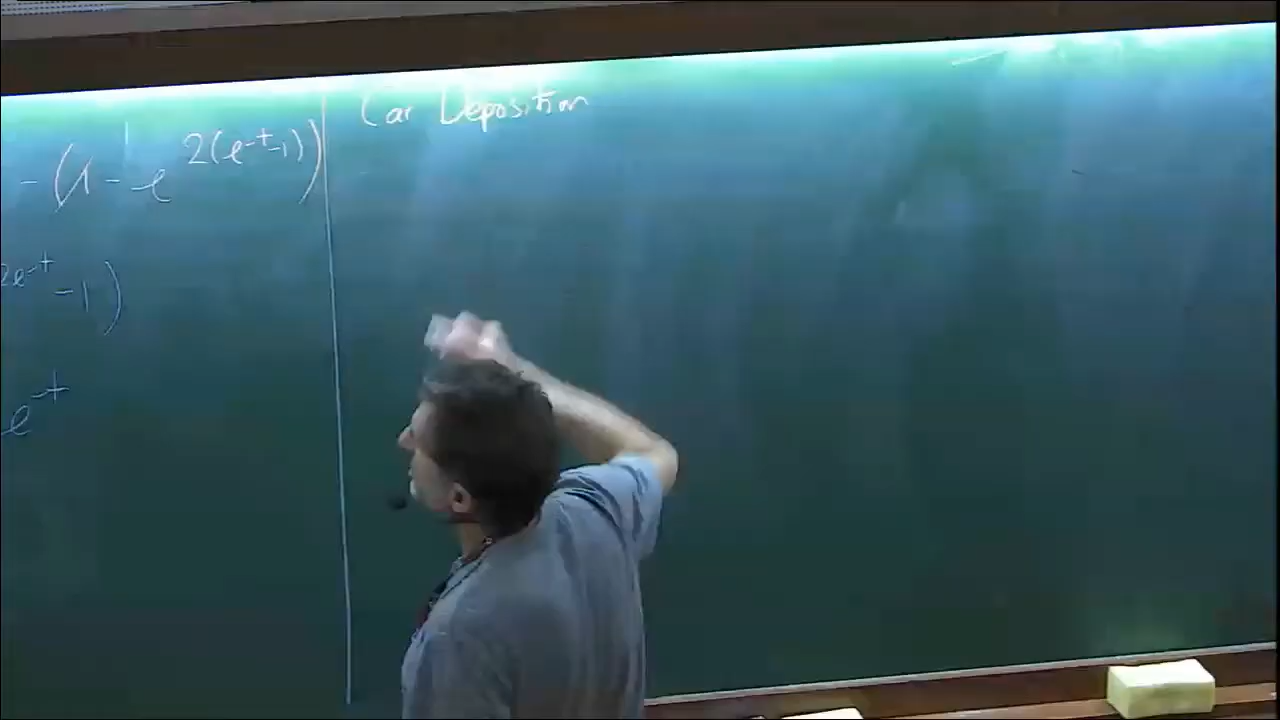 - (1 - e^{2(e^{-t}-1)})
2e^{-t} - 1)
e^{-t}
Car Deposition